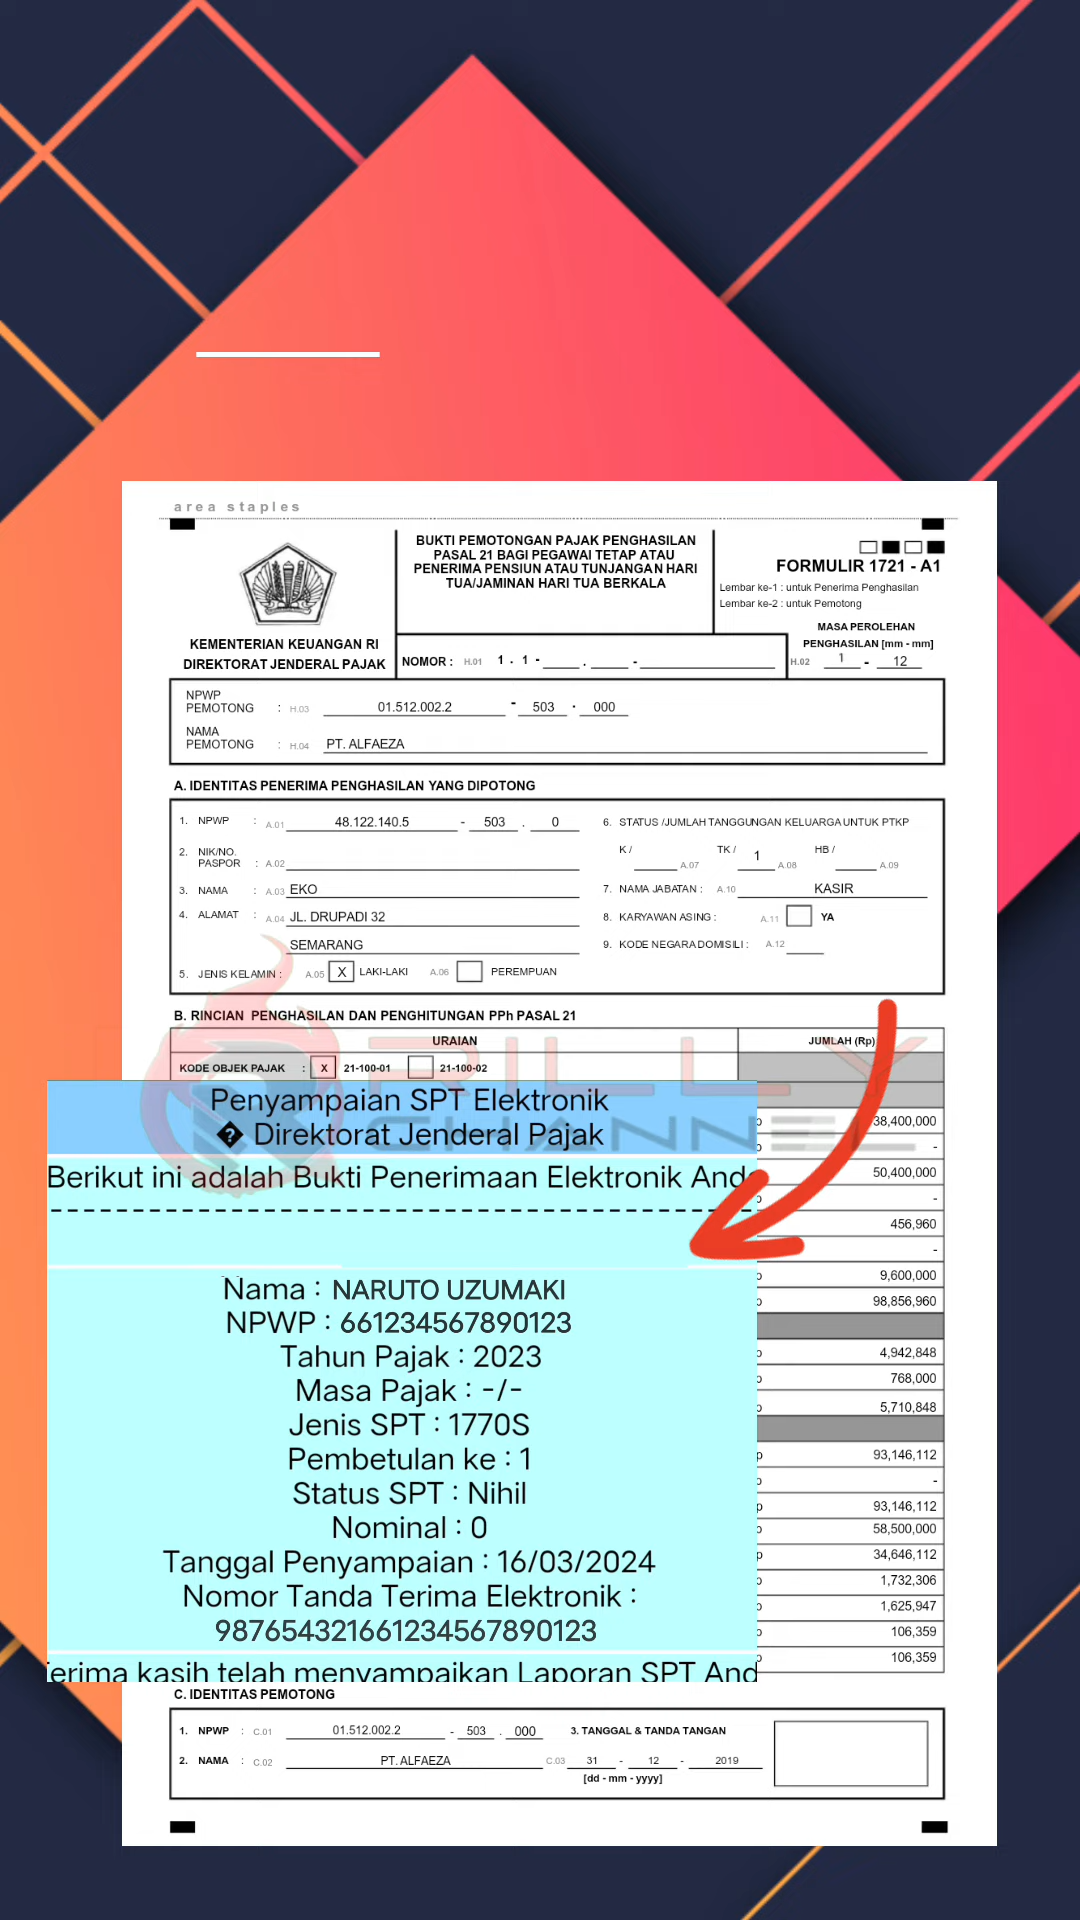 area staples
BUKTI PEMOTONGAN PAJAK PENGHASILAN
PASAL 21 BAGI PEGAWAI TETAP ATAU
PENERIMA PENSIUN ATAU TUNJANGAN HARI
TUA/JAMINAN HARI TUA BERKALA
FORMULIR 1721 - A1
Lembar ke-1 : untuk Penerima Penghasilan
Lembar ke-2 : untuk Pemotong
MASA PEROLEHAN
PENGHASILAN [mm - mm]
KEMENTERIAN KEUANGAN RI
DIREKTORAT JENDERAL PAJAK
NOMOR : H.01 1 . 1 - . -
H.02 1 - 12
NPWP
PEMOTONG : H.03 01.512.002.2 - 503 . 000
NAMA
PEMOTONG : H.04 PT. ALFAEZA
A. IDENTITAS PENERIMA PENGHASILAN YANG DIPOTONG
1. NPWP : A.01 48.122.140.5 - 503 . 0
2. NIK/NO.
PASPOR : A.02
3. NAMA : A.03 EKO
4. ALAMAT : A.04 JL. DRUPADI 32
SEMARANG
5. JENIS KELAMIN : A.05 X LAKI-LAKI A.06 PEREMPUAN
6. STATUS /JUMLAH TANGGUNGAN KELUARGA UNTUK PTKP
K / A.07 TK / 1 A.08 HB / A.09
7. NAMA JABATAN : A.10 KASIR
8. KARYAWAN ASING : A.11 YA
9. KODE NEGARA DOMISILI : A.12
B. RINCIAN PENGHASILAN DAN PENGHITUNGAN PPh PASAL 21
URAIAN
JUMLAH (Rp)
KODE OBJEK PAJAK : X 21-100-01 21-100-02
RILLY
CHANNEL
Penyampaian SPT Elektronik
� Direktorat Jenderal Pajak
Berikut ini adalah Bukti Penerimaan Elektronik And
Nama : NARUTO UZUMAKI
NPWP : 661234567890123
Tahun Pajak : 2023
Masa Pajak : -/-
Jenis SPT : 1770S
Pembetulan ke : 1
Status SPT : Nihil
Nominal : 0
Tanggal Penyampaian : 16/03/2024
Nomor Tanda Terima Elektronik :
987654321661234567890123
erima kasih telah menyampaikan Laporan SPT And
38,400,000
-
50,400,000
-
456,960
-
9,600,000
98,856,960
4,942,848
768,000
5,710,848
93,146,112
-
93,146,112
58,500,000
34,646,112
1,732,306
1,625,947
106,359
106,359
C. IDENTITAS PEMOTONG
1. NPWP : C.01 01.512.002.2 - 503 . 000
2. NAMA : C.02 PT. ALFAEZA
3. TANGGAL & TANDA TANGAN
C.03 31 - 12 - 2019
[dd - mm - yyyy]